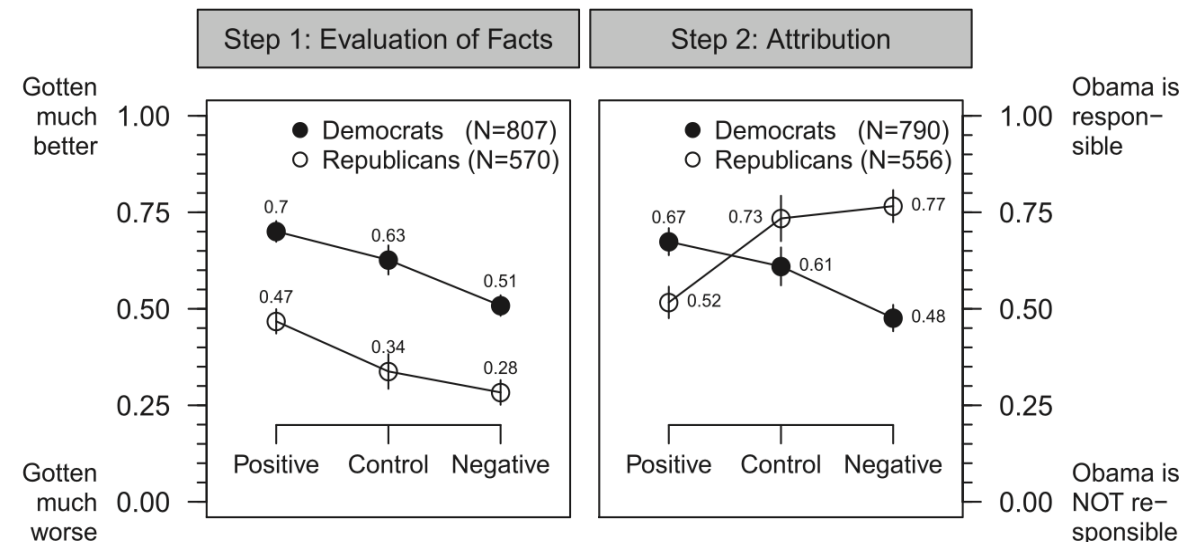 Step 1: Evaluation of Facts
Step 2: Attribution
Gotten
much
better
1.00
0.75
0.50
0.25
0.00
Gotten
much
worse
Democrats (N=807)
Republicans (N=570)
0.7
0.63
0.51
0.47
0.34
0.28
Positive Control Negative
Democrats (N=790)
Republicans (N=556)
0.67
0.73
0.77
0.61
0.52
0.48
Positive Control Negative
1.00
0.75
0.50
0.25
0.00
Obama is
respon-
sible
Obama is
NOT re-
sponsible